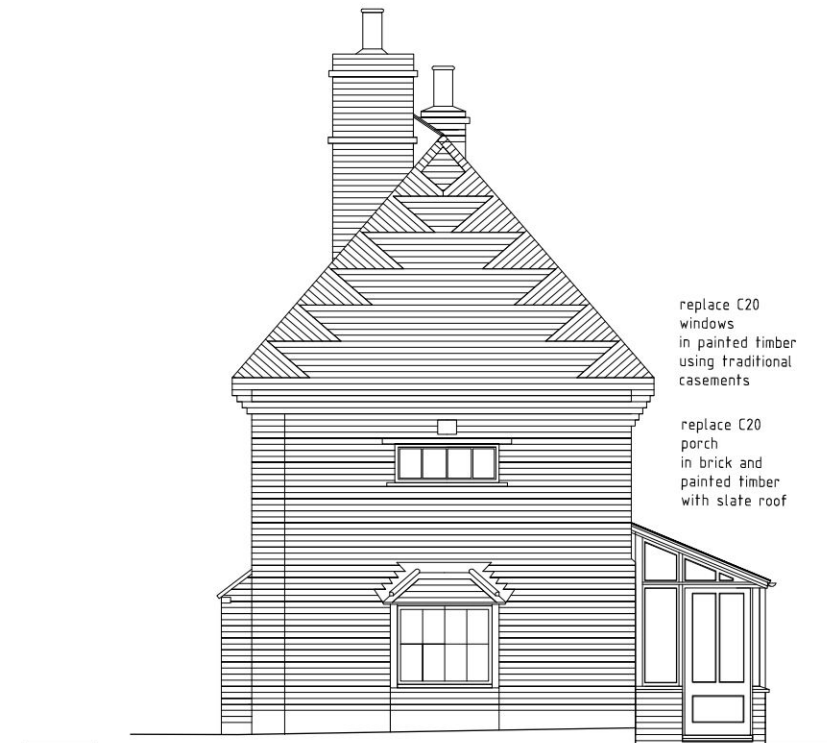 replace C20
windows
in painted timber
using traditional
casements
replace C20
porch
in brick and
painted timber
with slate roof